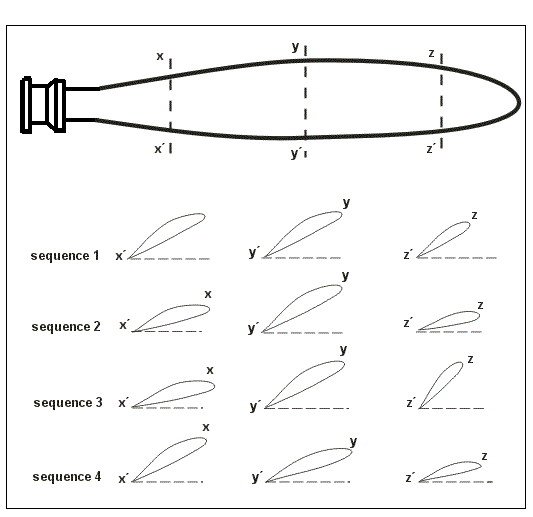 x y z
x´ y´ z´
y z
sequence 1 x´ y´ z´
x y z
sequence 2 x´ y´ z´
x y z
sequence 3 x´ y´ z´
x y z
sequence 4 x´ y´ z´